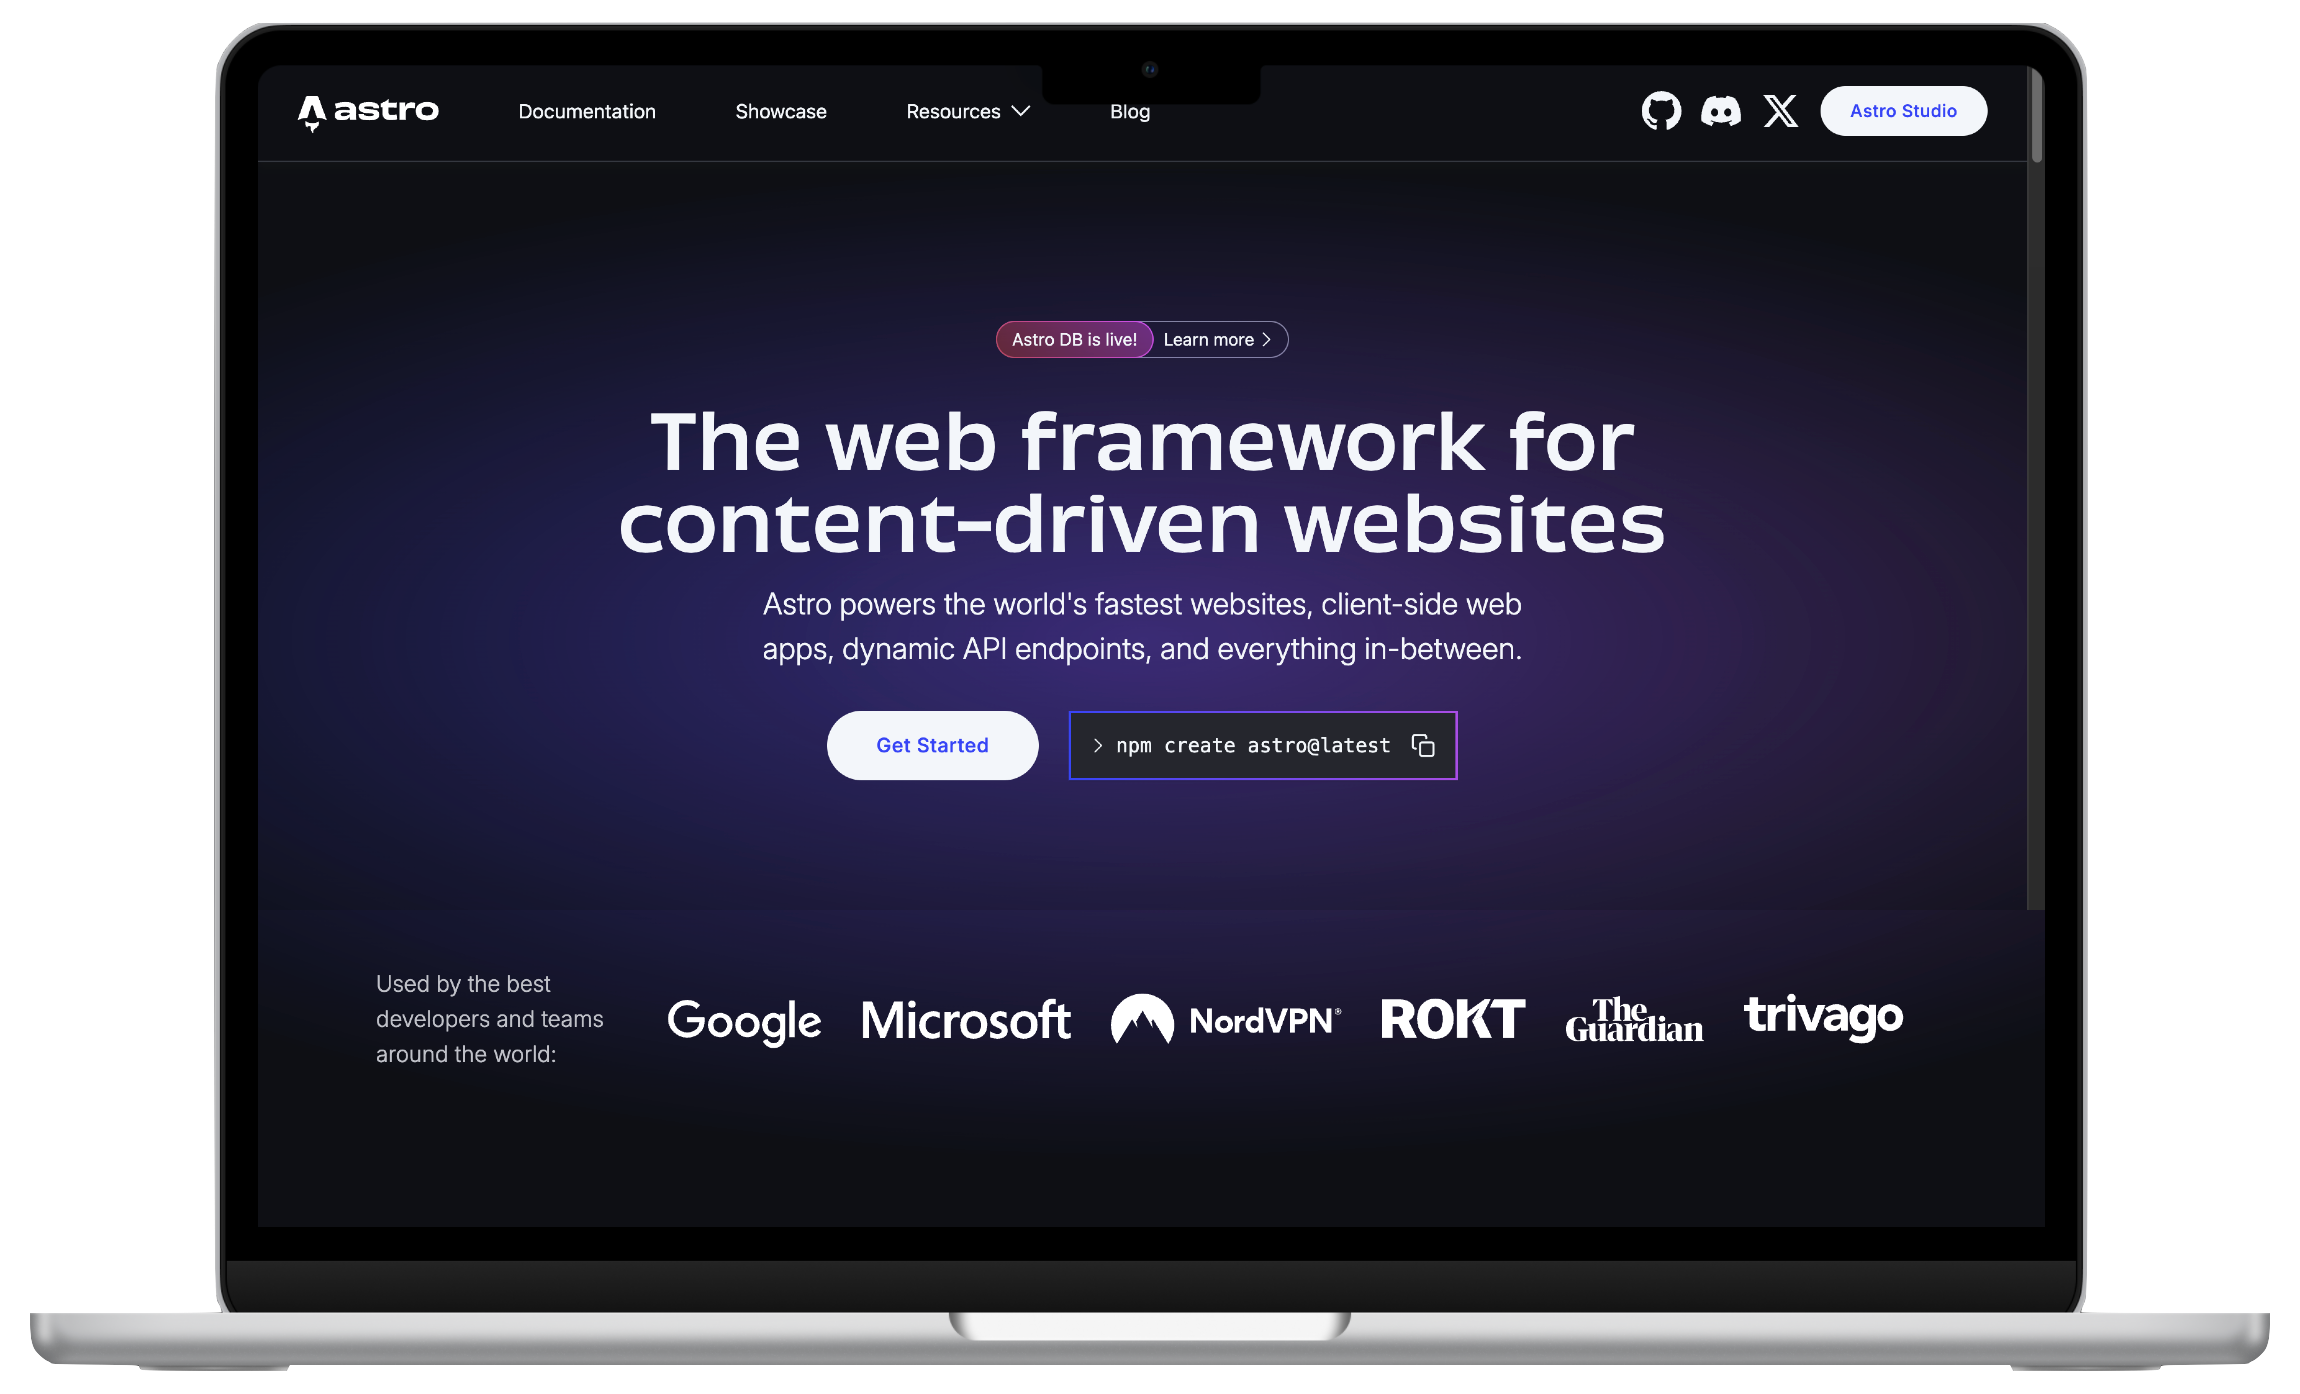 astro
Documentation
Showcase
Resources
Blog
Astro Studio
Astro DB is live!
Learn more
The web framework for
content-driven websites
Astro powers the world's fastest websites, client-side web
apps, dynamic API endpoints, and everything in-between.
Get Started
> npm create astro@latest
Used by the best
developers and teams
around the world:
Google
Microsoft
NordVPN®
ROKT
The
Guardian
trivago